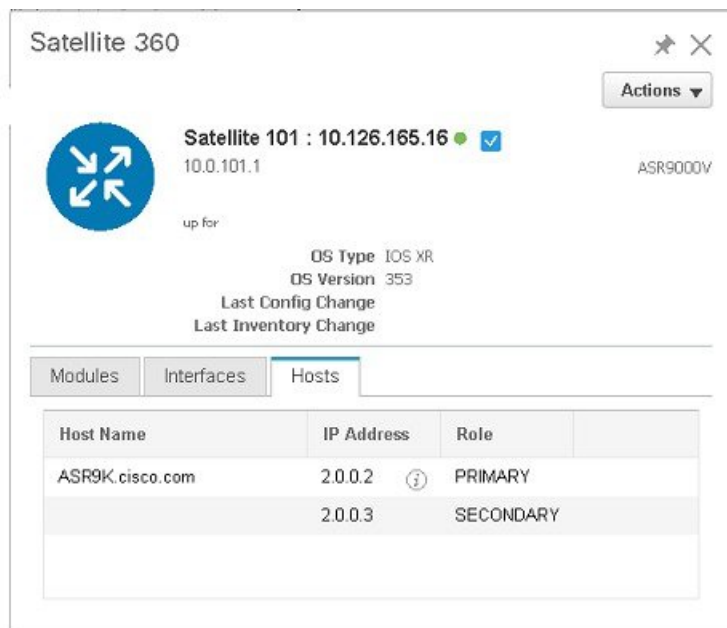 Satellite 360
Actions
Satellite 101 : 10.126.165.16
10.0.101.1
ASR9000V
up for
OS Type IOS XR
OS Version 353
Last Config Change
Last Inventory Change
Modules Interfaces Hosts
Host Name IP Address Role
ASR9K.cisco.com 2.0.0.2 i PRIMARY
2.0.0.3 SECONDARY